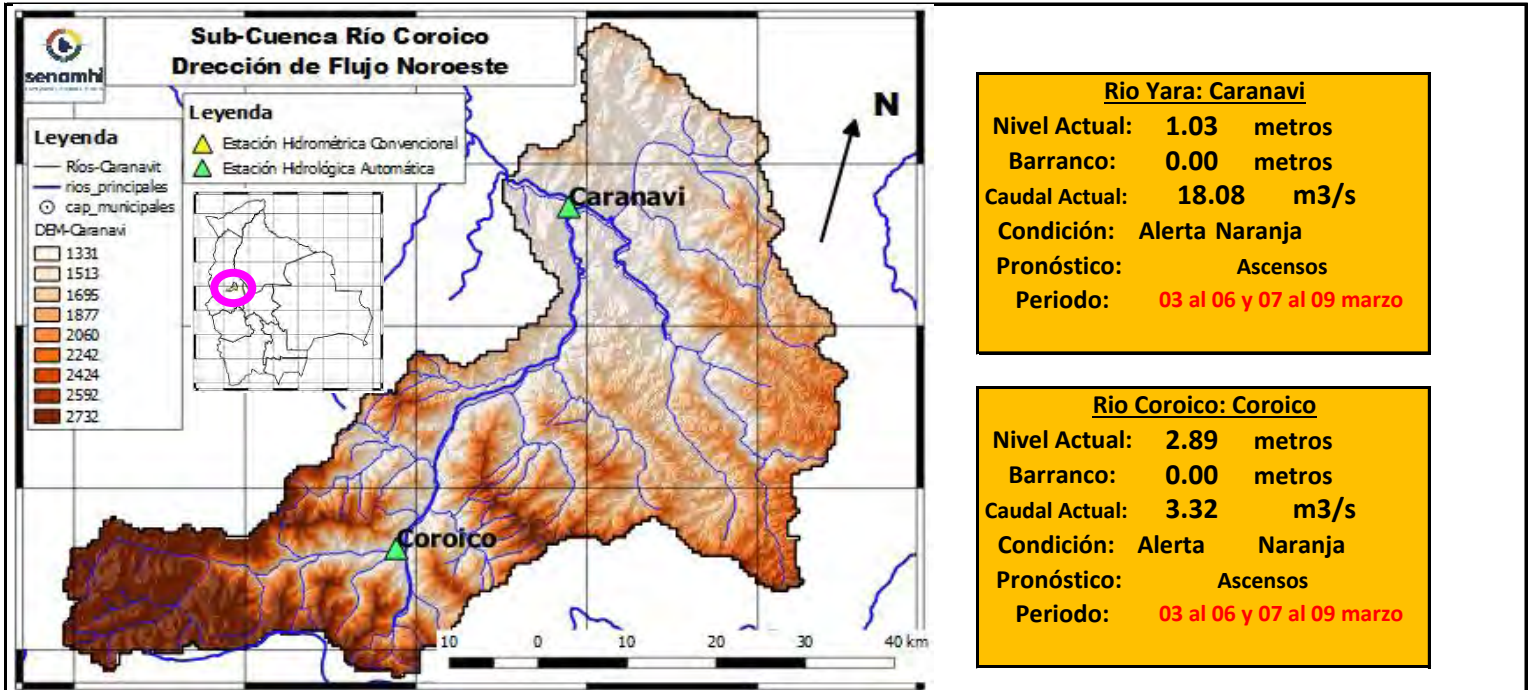 senamhi
Sub-Cuenca Río Coroico
Drección de Flujo Noroeste
Leyenda
Estación Hidrométrica Convencional
Estación Hidrológica Automática
Leyenda
Ríos-Caranavit
rios_principales
cap_municipales
DEM-Caranavi
1331
1513
1695
1877
2060
2242
2424
2592
2732
N
Caranavi
Coroico
10 0 10 20 30 40 km
Rio Yara: Caranavi
Nivel Actual: 1.03 metros
Barranco: 0.00 metros
Caudal Actual: 18.08 m3/s
Condición: Alerta Naranja
Pronóstico: Ascensos
Periodo: 03 al 06 y 07 al 09 marzo
Rio Coroico: Coroico
Nivel Actual: 2.89 metros
Barranco: 0.00 metros
Caudal Actual: 3.32 m3/s
Condición: Alerta Naranja
Pronóstico: Ascensos
Periodo: 03 al 06 y 07 al 09 marzo